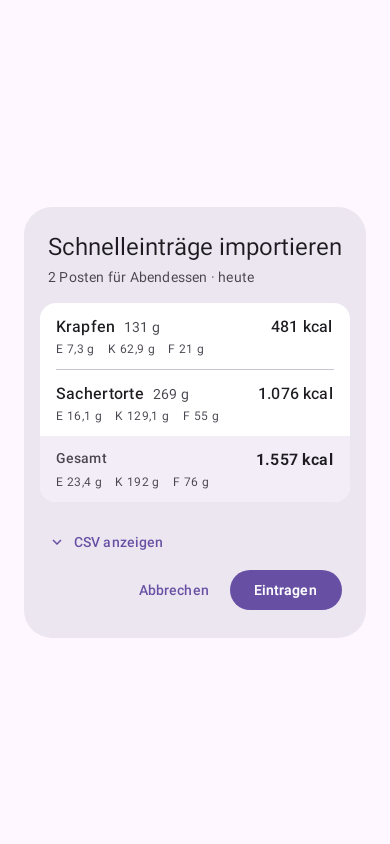 Schnelleinträge importieren
2 Posten für Abendessen · heute
Krapfen 131 g 481 kcal
E 7,3 g K 62,9 g F 21 g
Sachertorte 269 g 1.076 kcal
E 16,1 g K 129,1 g F 55 g
Gesamt 1.557 kcal
E 23,4 g K 192 g F 76 g
CSV anzeigen
Abbrechen Eintragen